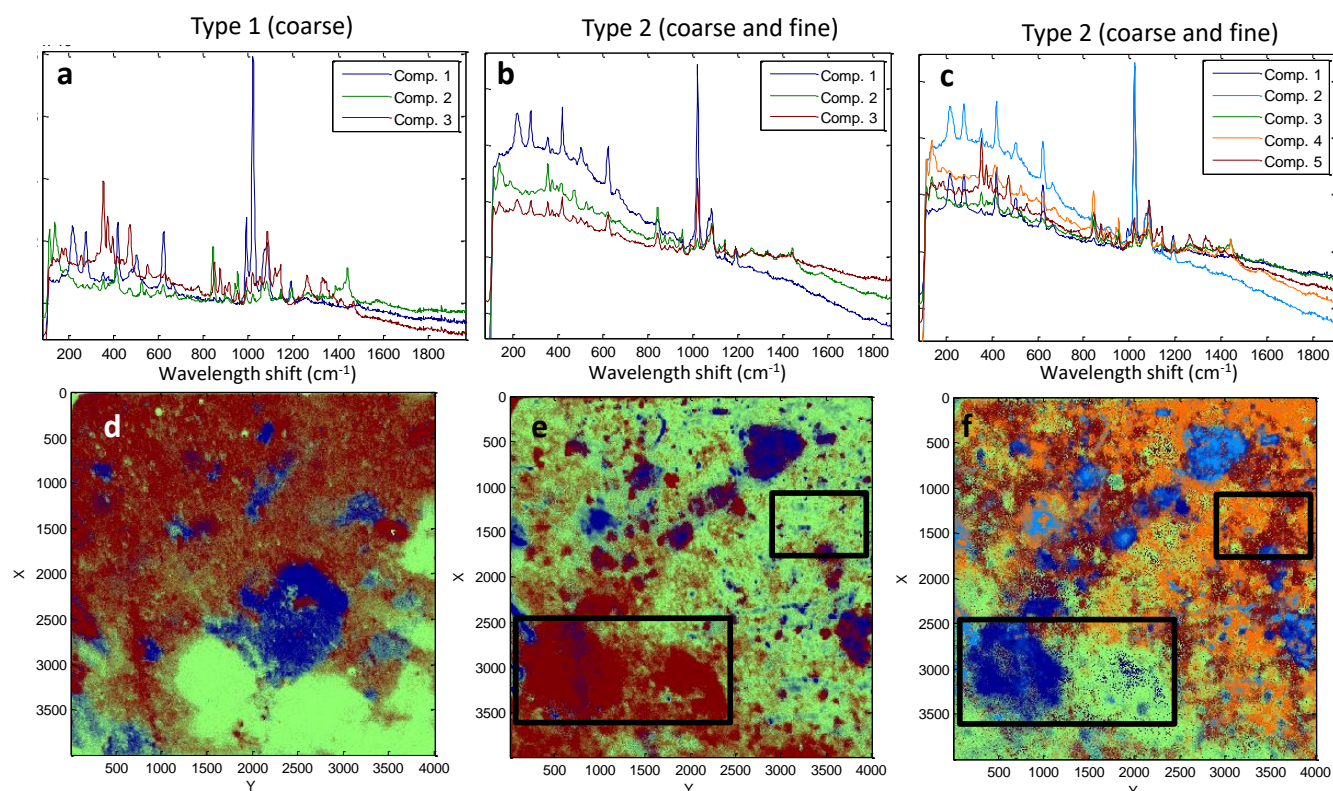 Type 1 (coarse)
Type 2 (coarse and fine)
Type 2 (coarse and fine)
a
Comp. 1
Comp. 2
Comp. 3
b
Comp. 1
Comp. 2
Comp. 3
c
Comp. 1
Comp. 2
Comp. 3
Comp. 4
Comp. 5
200 400 600 800 1000 1200 1400 1600 1800
200 400 600 800 1000 1200 1400 1600 1800
200 400 600 800 1000 1200 1400 1600 1800
Wavelength shift (cm-1)
Wavelength shift (cm-1)
Wavelength shift (cm-1)
d
0
500
1000
1500
2000
2500
3000
3500
X
500 1000 1500 2000 2500 3000 3500 4000
Y
e
0
500
1000
1500
2000
2500
3000
3500
X
500 1000 1500 2000 2500 3000 3500 4000
Y
f
0
500
1000
1500
2000
2500
3000
3500
X
500 1000 1500 2000 2500 3000 3500 4000
Y